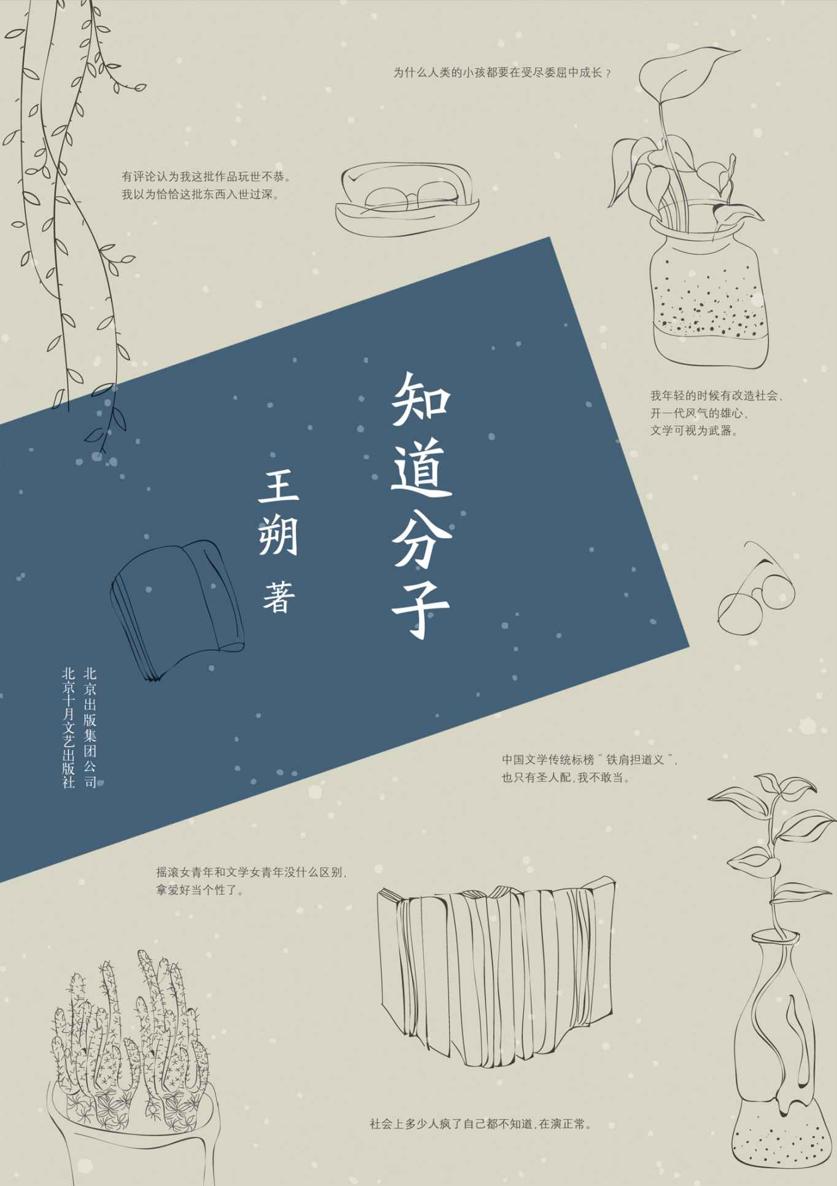 为什么人类的小孩都要在受尽委屈中成长？
有评论认为我这批作品玩世不恭。
我以为恰恰这批东西入世过深。
知道分子
王朔 著
我年轻的时候有改造社会、
开一代风气的雄心，
文学可视为武器。
北京出版集团公司
北京十月文艺出版社
中国文学传统标榜“铁肩担道义”，
也只有圣人配，我不敢当。
摇滚女青年和文学女青年没什么区别，
拿爱好当个性了。
社会上多少人疯了自己都不知道，在演正常。